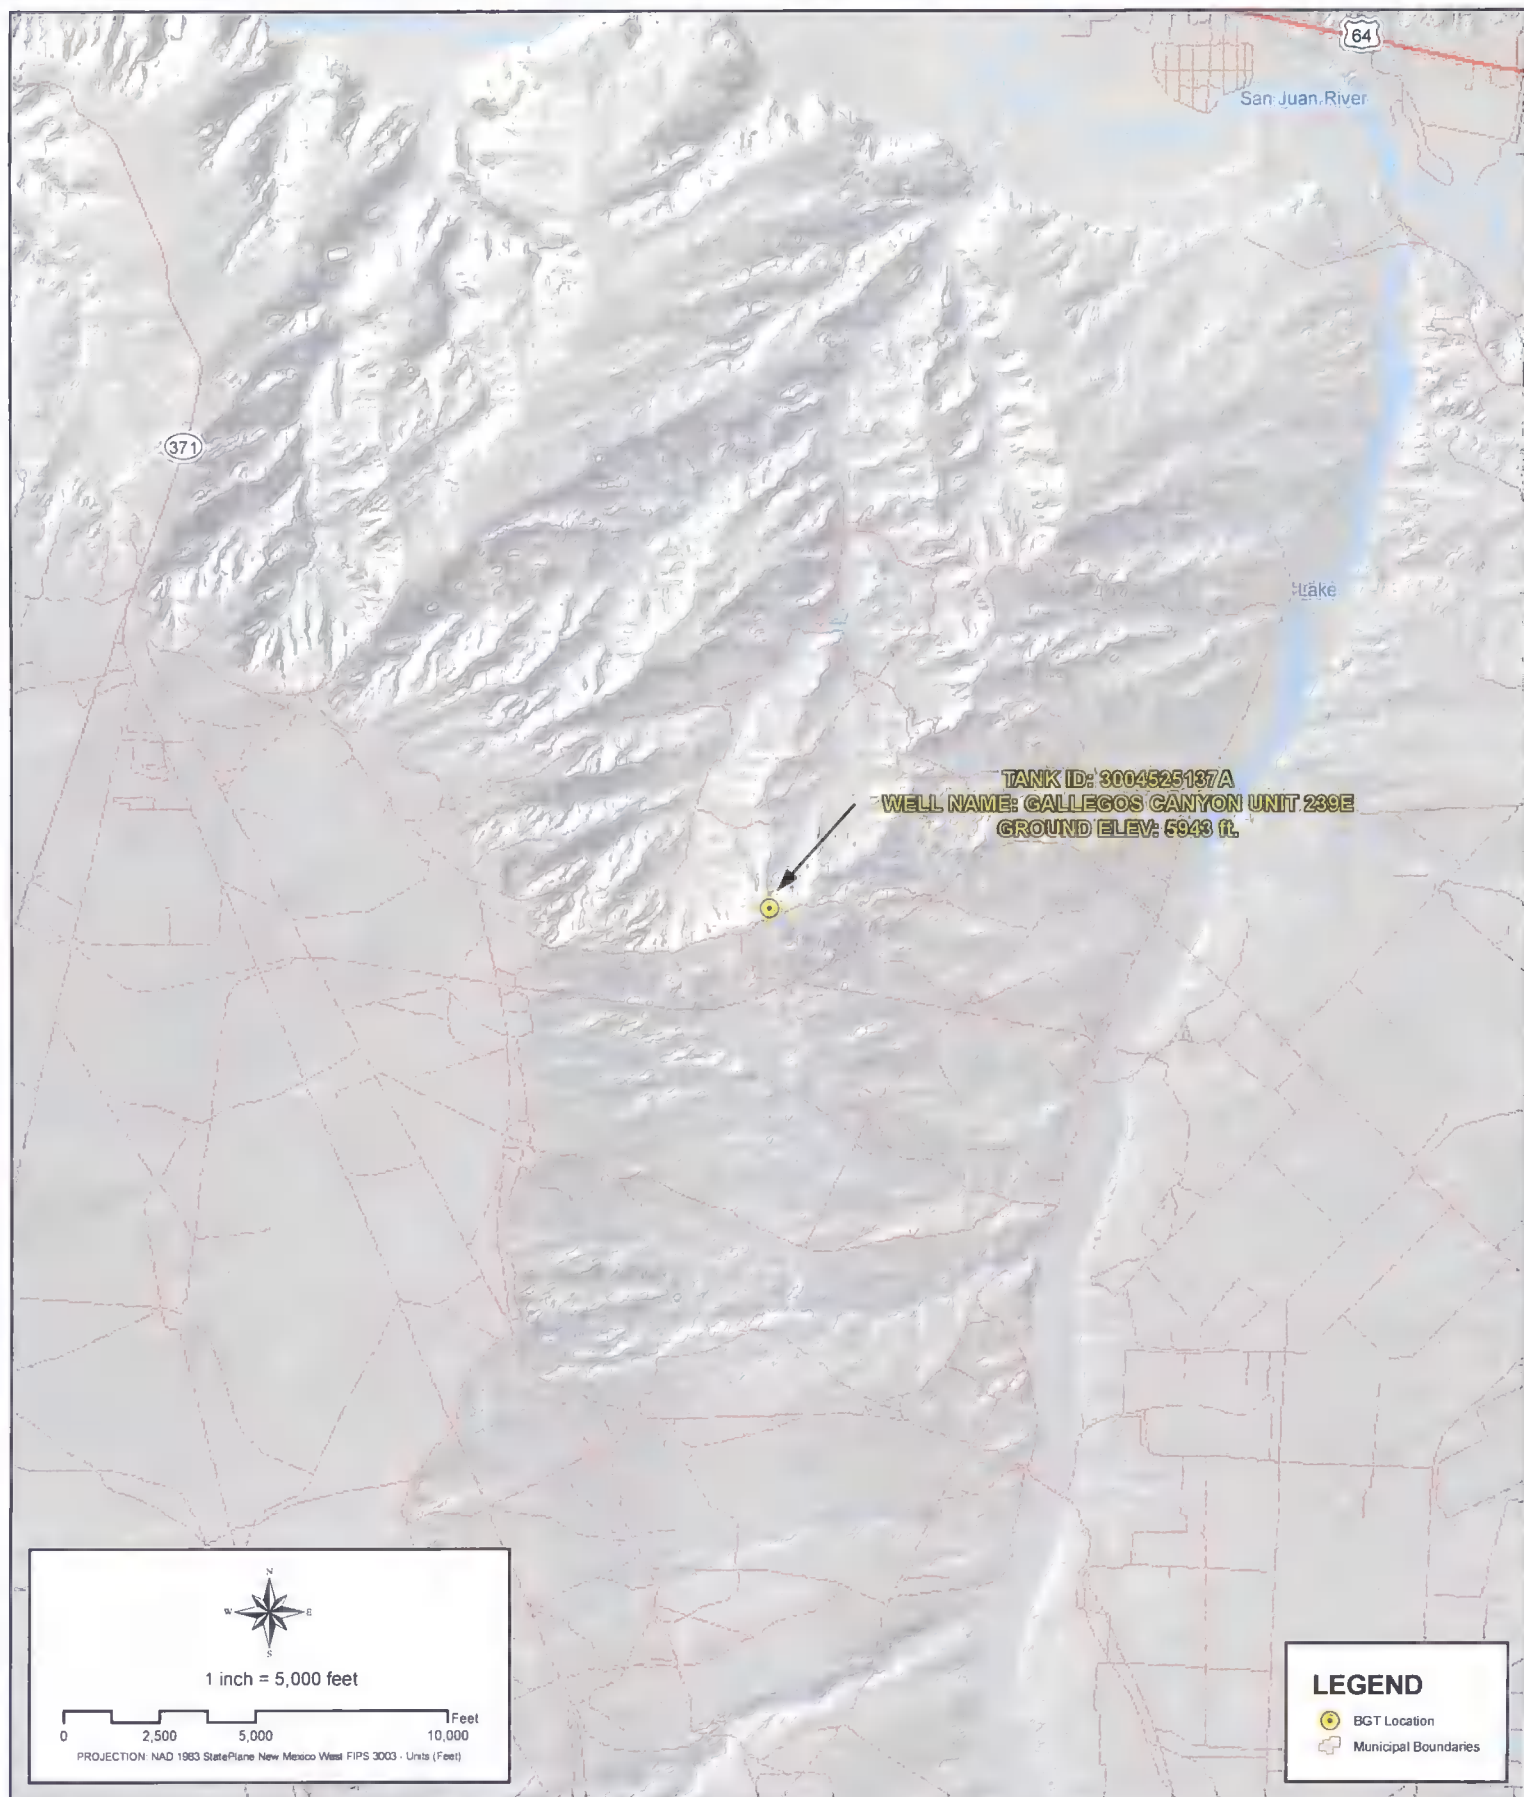 64
San Juan River
371
Lake
TANK ID: 3004525137A
WELL NAME: GALLEGOS CANYON UNIT 239E
GROUND ELEV: 5943 ft.
N
W E
S
1 inch = 5,000 feet
Feet
0 2,500 5,000 10,000
PROJECTION: NAD 1983 StatePlane New Mexico West FIPS 3003 - Units (Feet)
LEGEND
BGT Location
Municipal Boundaries